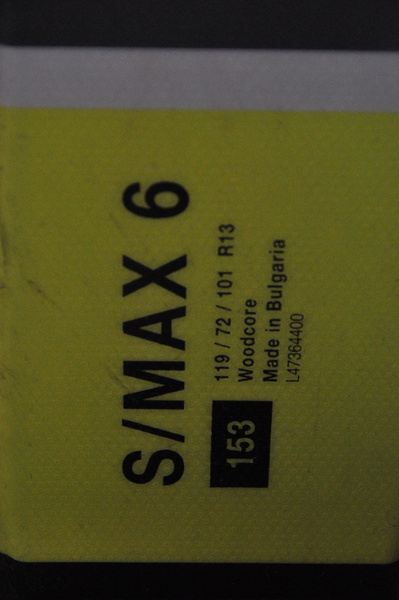 S/MAX 6
153
119 / 72 / 101 R13
Woodcore
Made in Bulgaria
L47364400